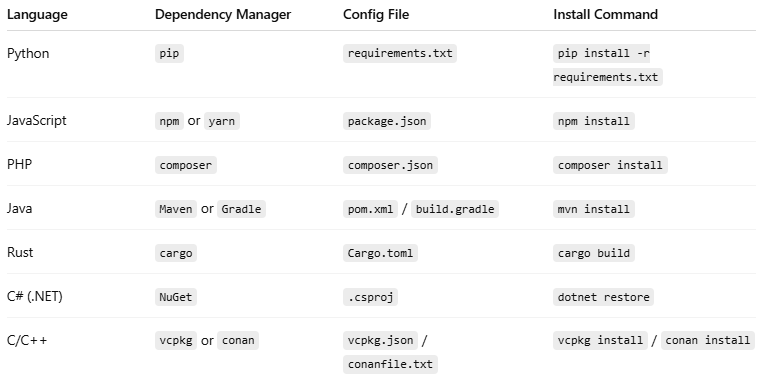 Language Dependency Manager Config File Install Command
Python pip requirements.txt pip install -r
requirements.txt
JavaScript npm or yarn package.json npm install
PHP composer composer.json composer install
Java Maven or Gradle pom.xml / build.gradle mvn install
Rust cargo Cargo.toml cargo build
C# (.NET) NuGet .csproj dotnet restore
C/C++ vcpkg or conan vcpkg.json / vcpkg install / conan install
conanfile.txt